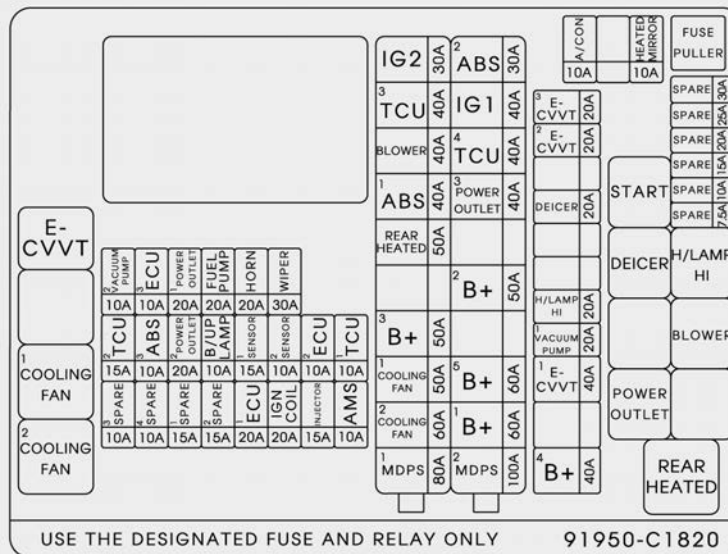 A/CON 10A
HEATED MIRROR 10A
FUSE PULLER
SPARE 30A
SPARE 25A
SPARE 20A
SPARE 15A
SPARE 10A
SPARE 7.5A
IG2 30A
2 ABS 30A
3 TCU 40A
IG1 40A
BLOWER 40A
4 TCU 40A
1 ABS 40A
3 POWER OUTLET 40A
REAR HEATED 50A
2 B+ 50A
3 B+ 50A
1 COOLING FAN 50A
5 B+ 60A
2 COOLING FAN 60A
1 B+ 60A
1 MDPS 80A
2 MDPS 100A
3 E-CVVT 20A
2 E-CVVT 20A
DEICER 20A
H/LAMP HI 20A
1 VACUUM PUMP 20A
1 E-CVVT 40A
4 B+ 40A
START
DEICER
H/LAMP HI
BLOWER
POWER OUTLET
REAR HEATED
E-CVVT
1 COOLING FAN
2 COOLING FAN
2 VACUUM PUMP 10A
3 ECU 10A
1 POWER OUTLET 20A
FUEL PUMP 20A
HORN 20A
WIPER 30A
2 TCU 15A
3 ABS 10A
2 POWER OUTLET 20A
B/UP LAMP 10A
1 SENSOR 15A
2 SENSOR 10A
2 ECU 10A
1 TCU 10A
3 SPARE 10A
4 SPARE 10A
1 SPARE 15A
2 SPARE 15A
1 ECU 20A
IGN COIL 20A
INJECTOR 15A
AMS 10A
USE THE DESIGNATED FUSE AND RELAY ONLY
91950-C1820